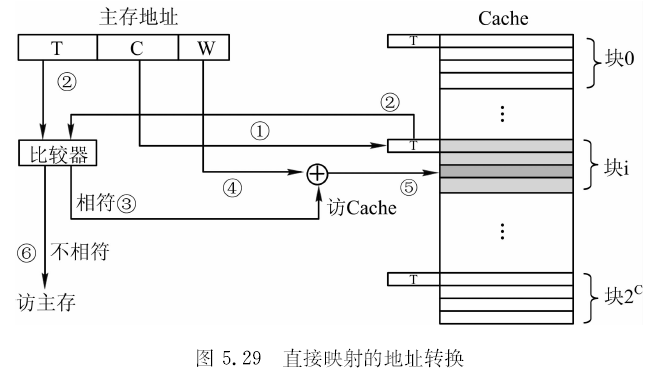 主存地址
Cache
T C W
T
块0
②
②
⋮
①
T
比较器
块i
④
⑤
相符③
访Cache
⑥ 不相符
⋮
T
访主存
块2^C
图 5.29 直接映射的地址转换